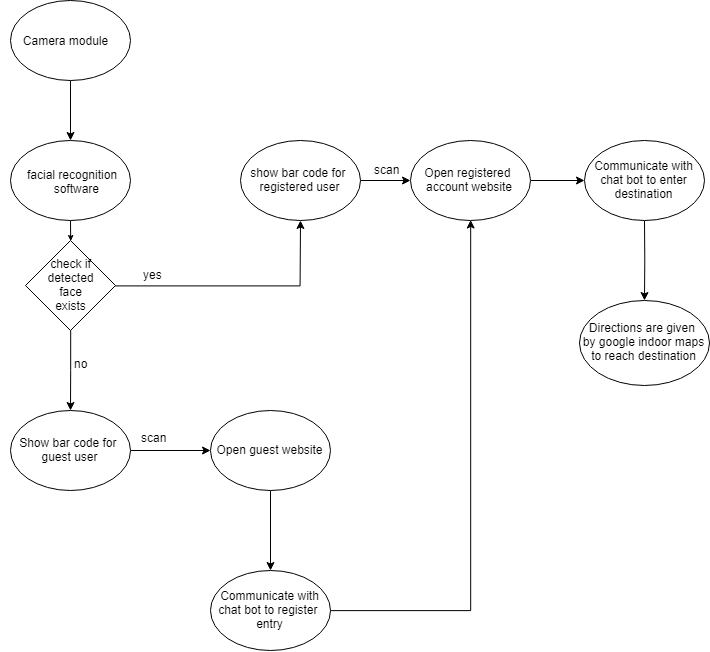 Camera module
facial recognition
software
check if
detected
face
exists
yes
no
show bar code for
registered user
scan
Open registered
account website
Communicate with
chat bot to enter
destination
Directions are given
by google indoor maps
to reach destination
Show bar code for
guest user
scan
Open guest website
Communicate with
chat bot to register
entry